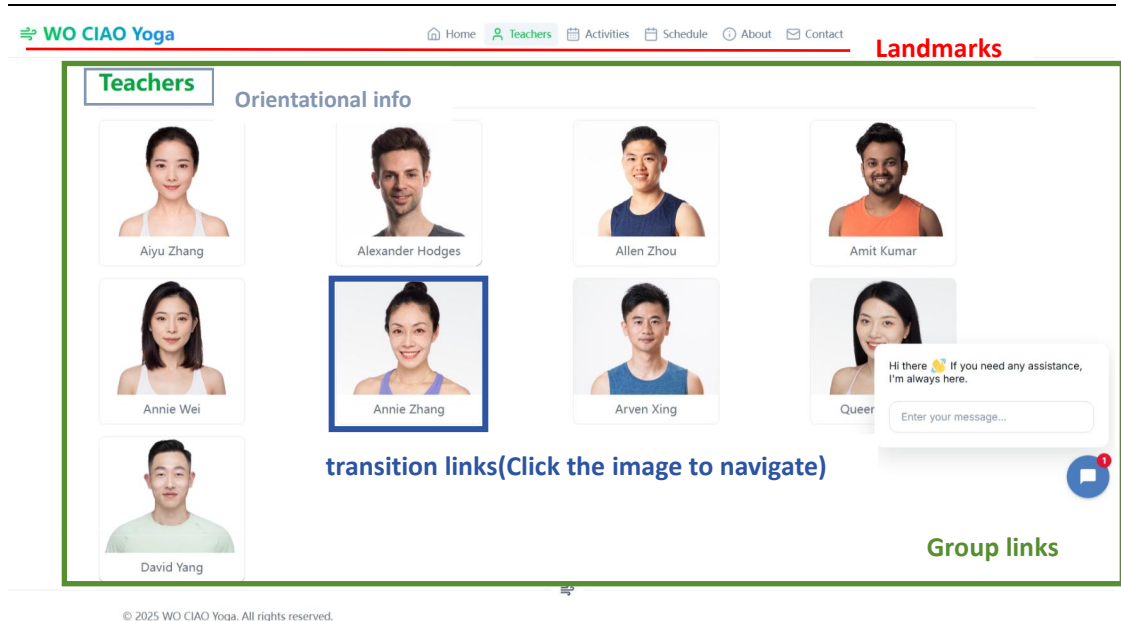 WO CIAO Yoga
Home Teachers Activities Schedule About Contact
Landmarks
Teachers
Orientational info
Aiyu Zhang
Alexander Hodges
Allen Zhou
Amit Kumar
Annie Wei
Annie Zhang
Arven Xing
Queen
Hi there 👋 If you need any assistance,
I'm always here.
Enter your message...
1
transition links(Click the image to navigate)
David Yang
Group links
© 2025 WO CIAO Yoga. All rights reserved.